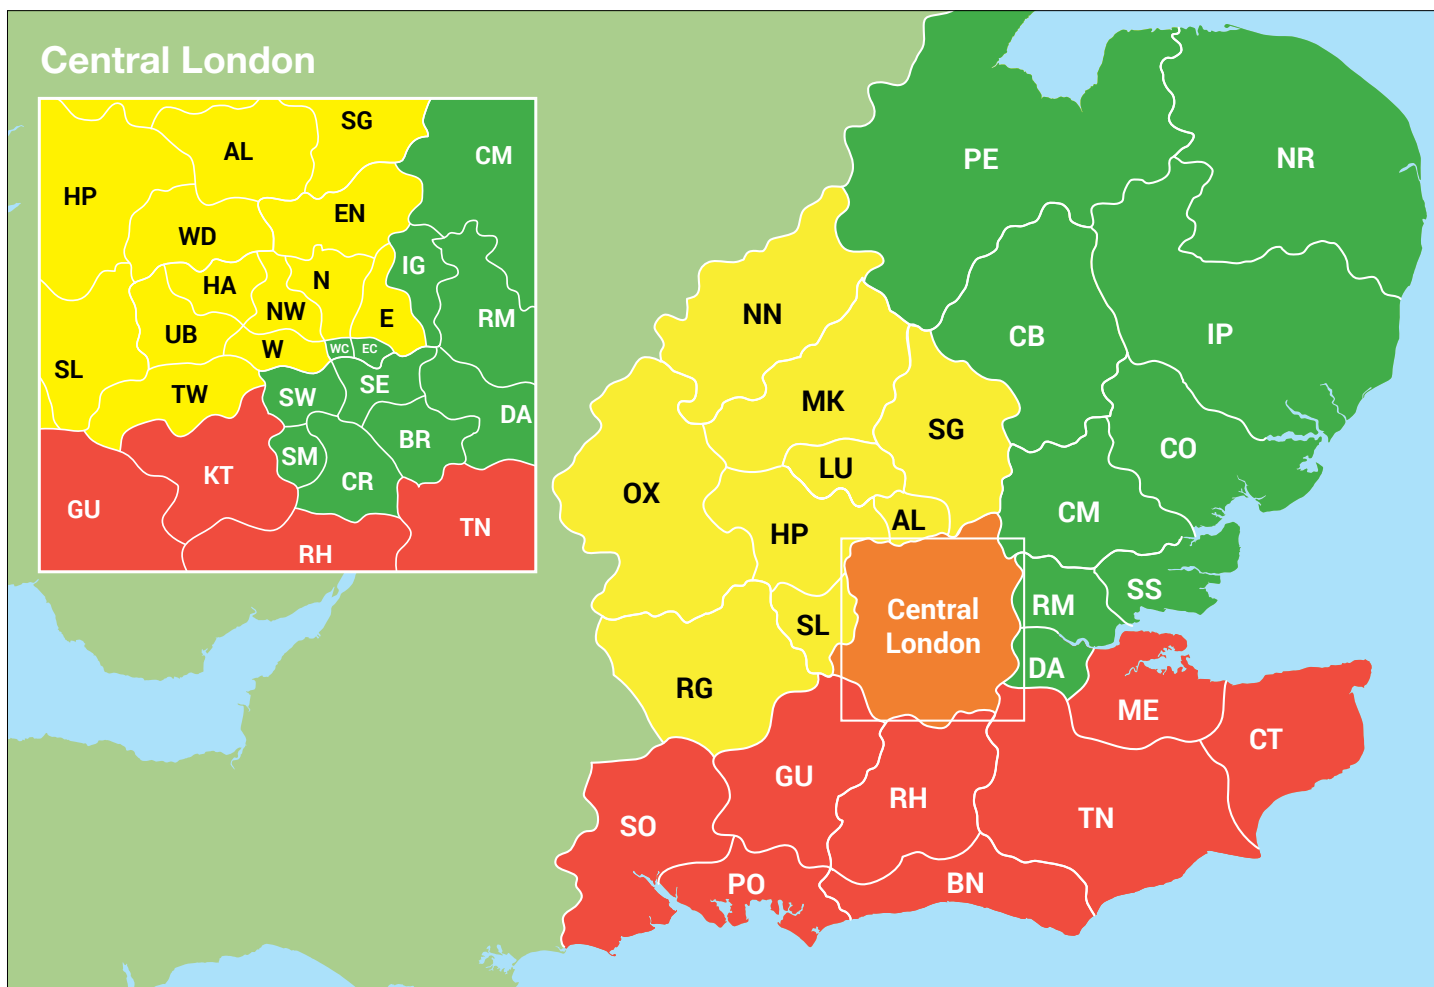 Central London
SG
AL
CM
HP
EN
WD
IG
N
HA
NW
E
RM
UB
W
WC
EC
SL
TW
SW
SE
DA
BR
SM
KT
CR
GU
TN
RH
PE
NR
NN
CB
IP
MK
SG
CO
LU
OX
HP
AL
CM
SS
RM
Central
London
SL
DA
RG
ME
CT
GU
RH
TN
SO
PO
BN